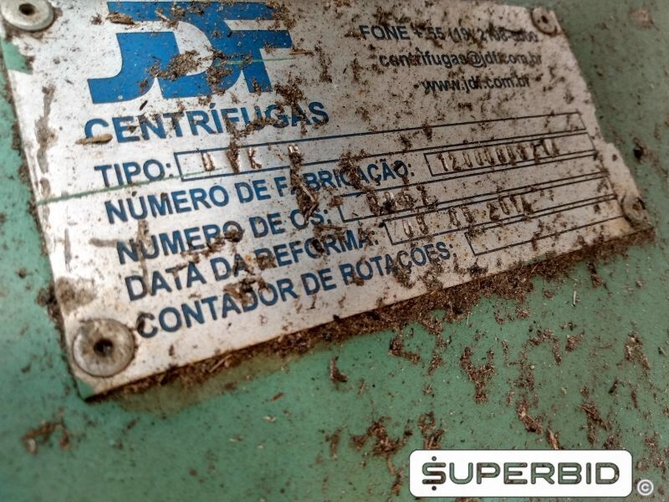 JDF
FONE
centrifugas@jdf.com.br
www.jdf.com.br
CENTRÍFUGAS
TIPO:
NÚMERO DE FABRICAÇÃO:
NÚMERO DE OS:
DATA DA REFORMA:
CONTADOR DE ROTAÇÕES:
SUPERBID
©